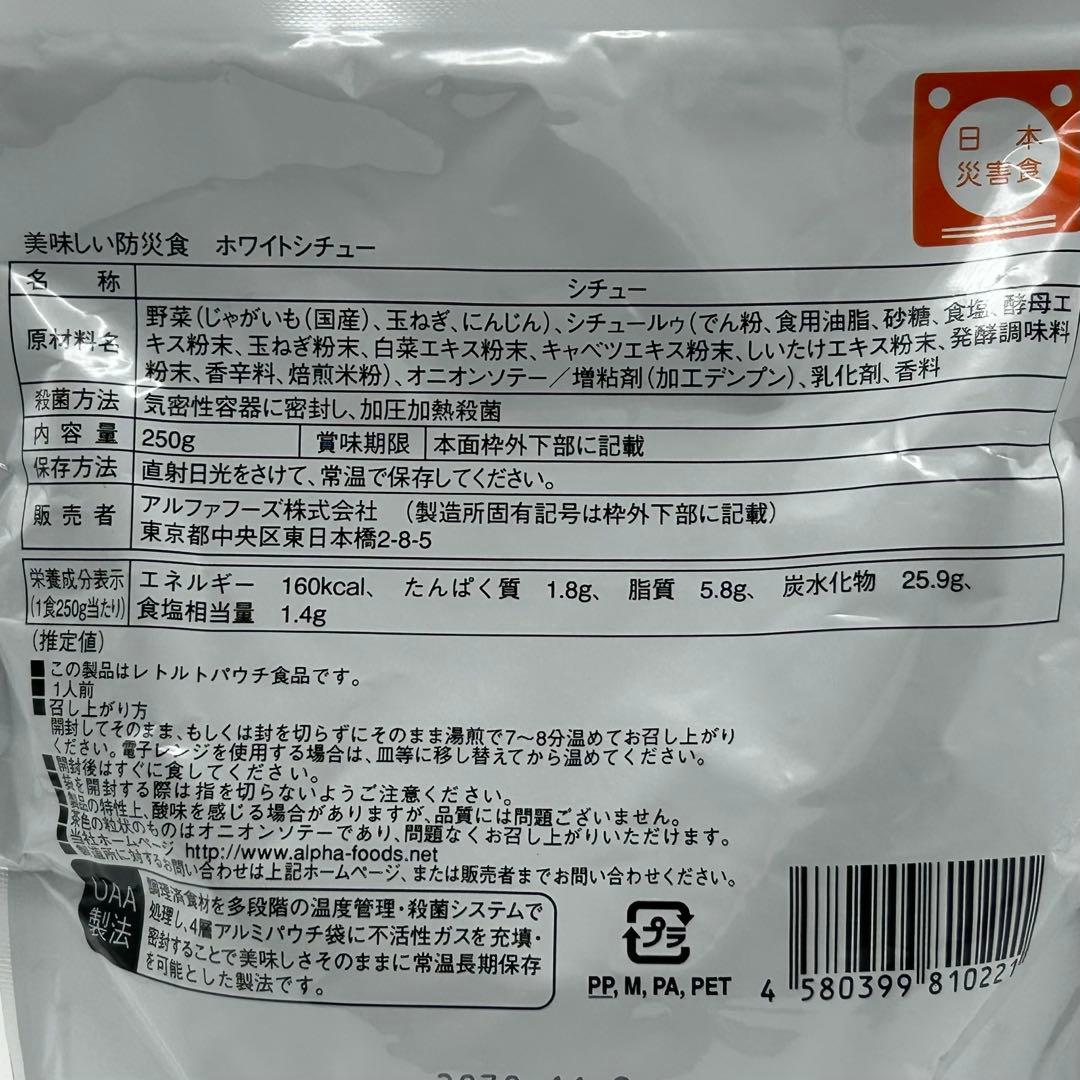 日本
災害食
美味しい防災食　ホワイトシチュー
名　称　シチュー
原材料名　野菜(じゃがいも(国産)、玉ねぎ、にんじん)、シチュールゥ(でん粉、食用油脂、砂糖、食塩、酵母エ
キス粉末、玉ねぎ粉末、白菜エキス粉末、キャベツエキス粉末、しいたけエキス粉末、発酵調味料
粉末、香辛料、焙煎米粉)、オニオンソテー／増粘剤(加工デンプン)、乳化剤、香料
殺菌方法　気密性容器に密封し、加圧加熱殺菌
内容量　250g　賞味期限　本面枠外下部に記載
保存方法　直射日光をさけて、常温で保存してください。
販売者　アルファフーズ株式会社　(製造所固有記号は枠外下部に記載)
東京都中央区東日本橋2-8-5
栄養成分表示　エネルギー　160kcal、　たんぱく質　1.8g、　脂質　5.8g、　炭水化物　25.9g、
(1食250g当たり)　食塩相当量　1.4g
(推定値)
■この製品はレトルトパウチ食品です。
■1人前
■召し上がり方
開封してそのまま、もしくは封を切らずにそのまま湯煎で7〜8分温めてお召し上がり
ください。電子レンジを使用する場合は、皿等に移し替えてから温めてください。
■開封後はすぐに食してください。
■袋を開封する際は指を切らないようご注意ください。
■製品の特性上、酸味を感じる場合がありますが、品質には問題ございません。
■茶色の粒状のものはオニオンソテーであり、問題なくお召し上がりいただけます。
■当社ホームページ　http://www.alpha-foods.net
■製造所に対するお問い合わせは上記ホームページ、または販売者までお問い合わせください。
UAA
製法
調理済食材を多段階の温度管理・殺菌システムで
処理し、4層アルミパウチ袋に不活性ガスを充填・
密封することで美味しさそのままに常温長期保存
を可能とした製法です。
プラ
PP, M, PA, PET
4 580399 810221